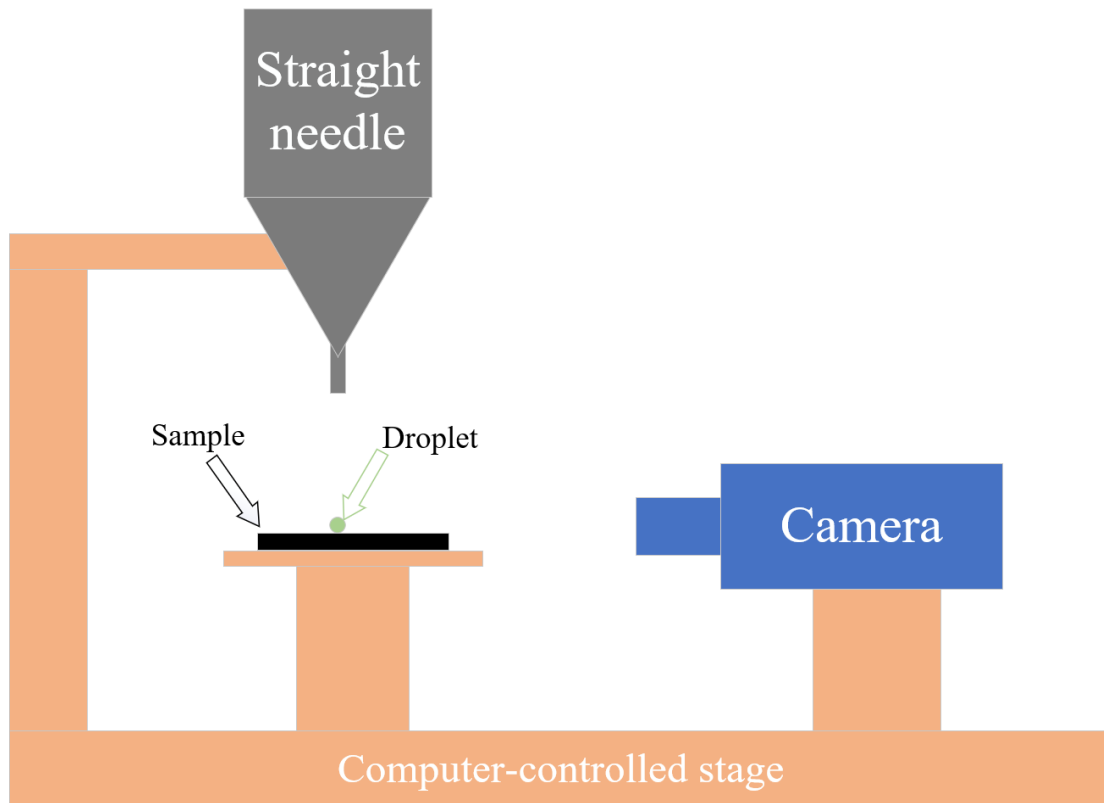 Straight
needle
Sample
Droplet
Camera
Computer-controlled stage